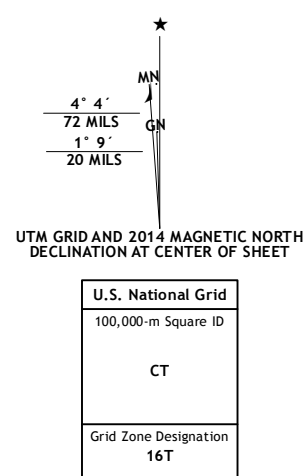 ★
MN
4° 4´
72 MILS
GN
1° 9´
20 MILS
UTM GRID AND 2014 MAGNETIC NORTH
DECLINATION AT CENTER OF SHEET
U.S. National Grid
100,000-m Square ID
CT
Grid Zone Designation
16T